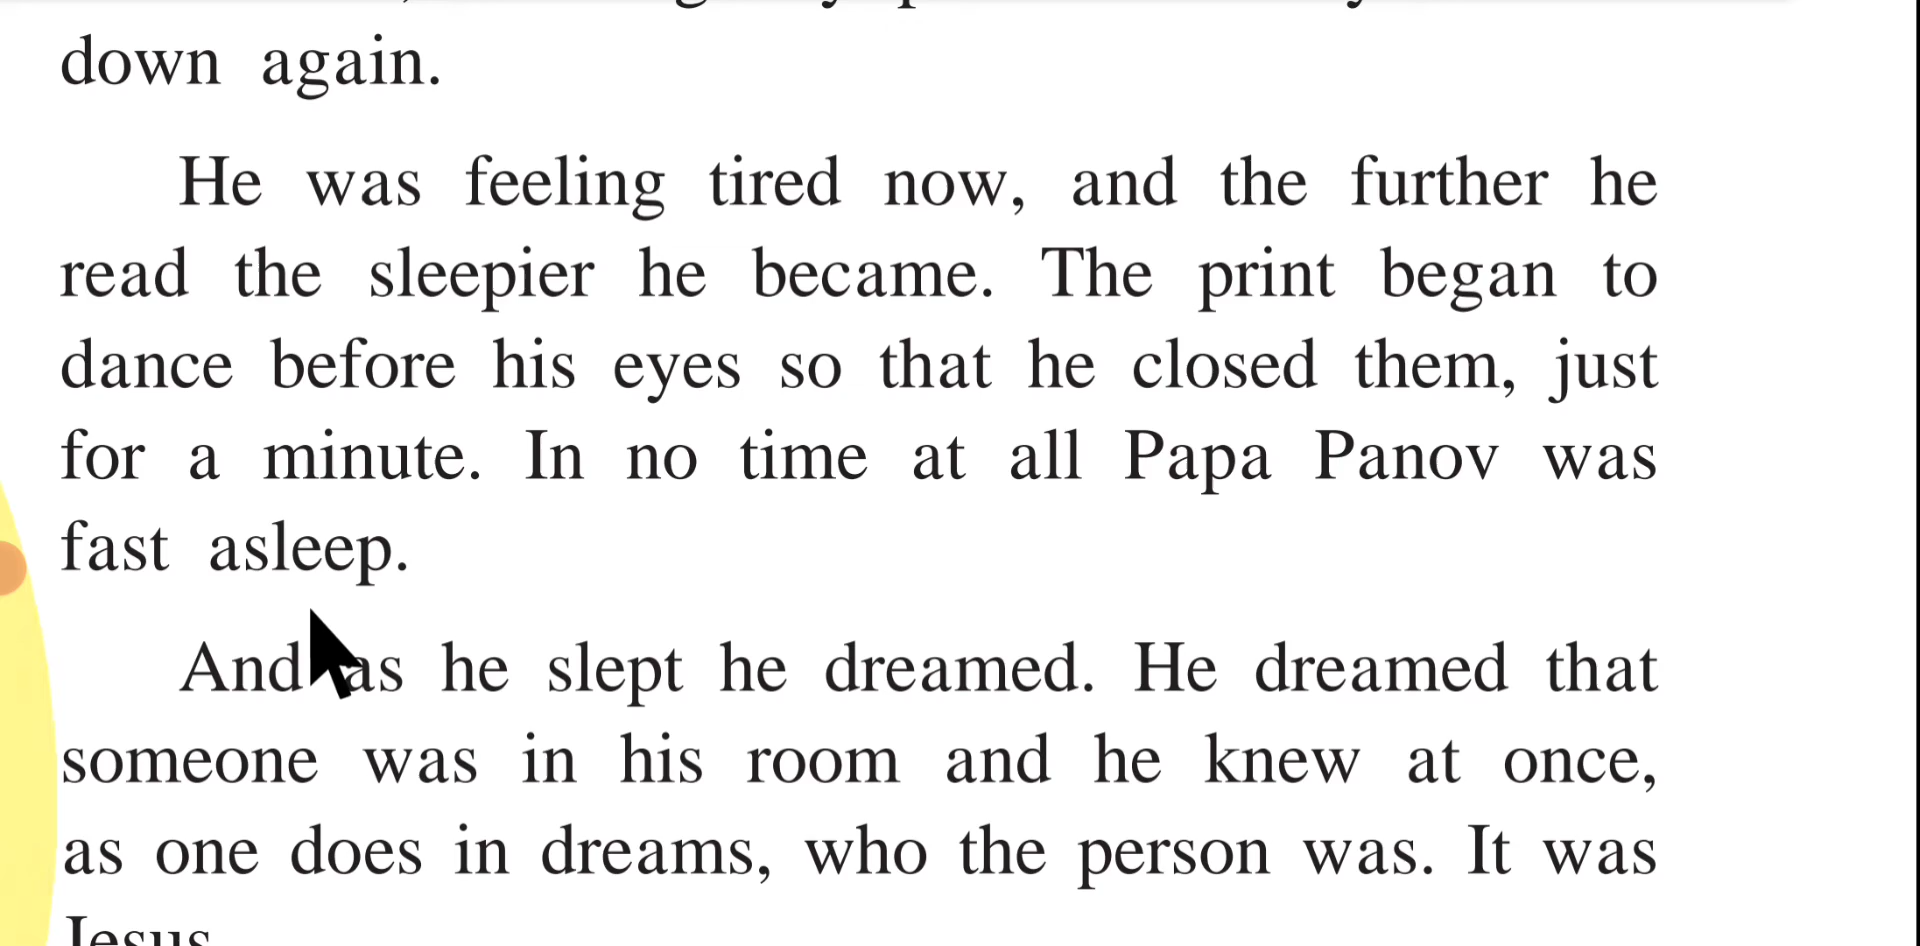 down again.
He was feeling tired now, and the further he
read the sleepier he became. The print began to
dance before his eyes so that he closed them, just
for a minute. In no time at all Papa Panov was
fast asleep.
And as he slept he dreamed. He dreamed that
someone was in his room and he knew at once,
as one does in dreams, who the person was. It was
Jesus